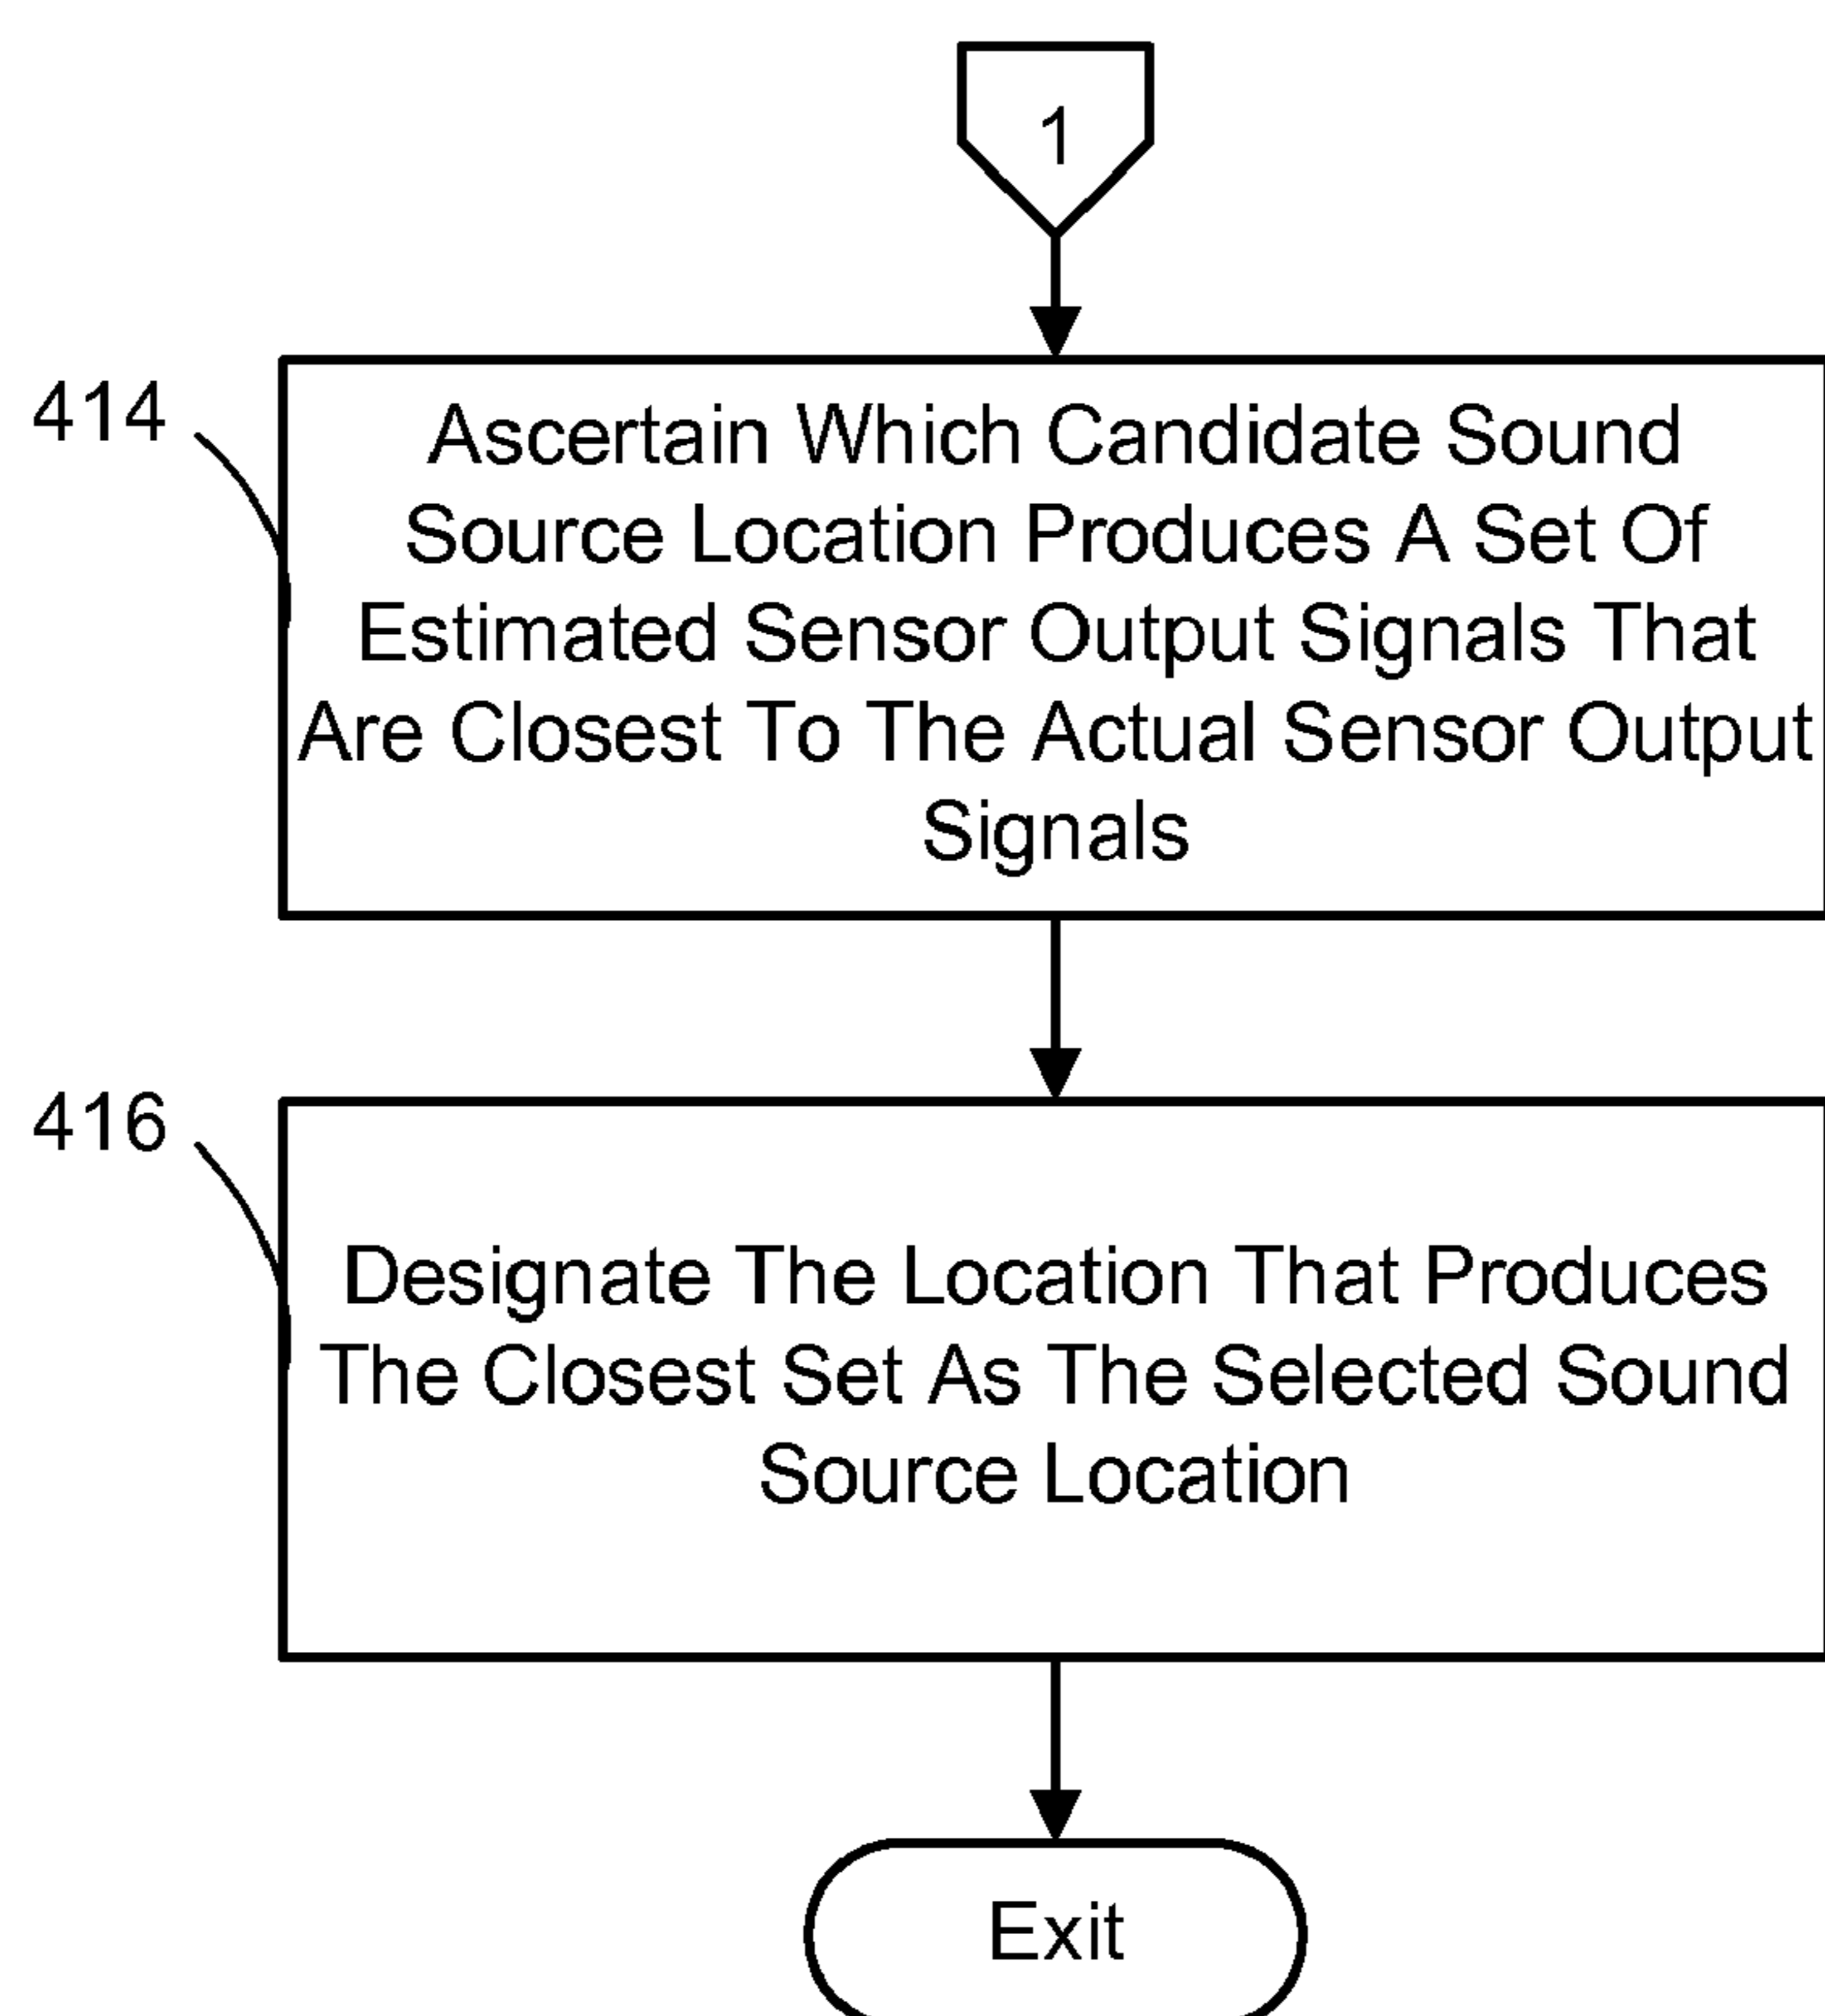 1
414
Ascertain Which Candidate Sound
Source Location Produces A Set Of
Estimated Sensor Output Signals That
Are Closest To The Actual Sensor Output
Signals
416
Designate The Location That Produces
The Closest Set As The Selected Sound
Source Location
Exit